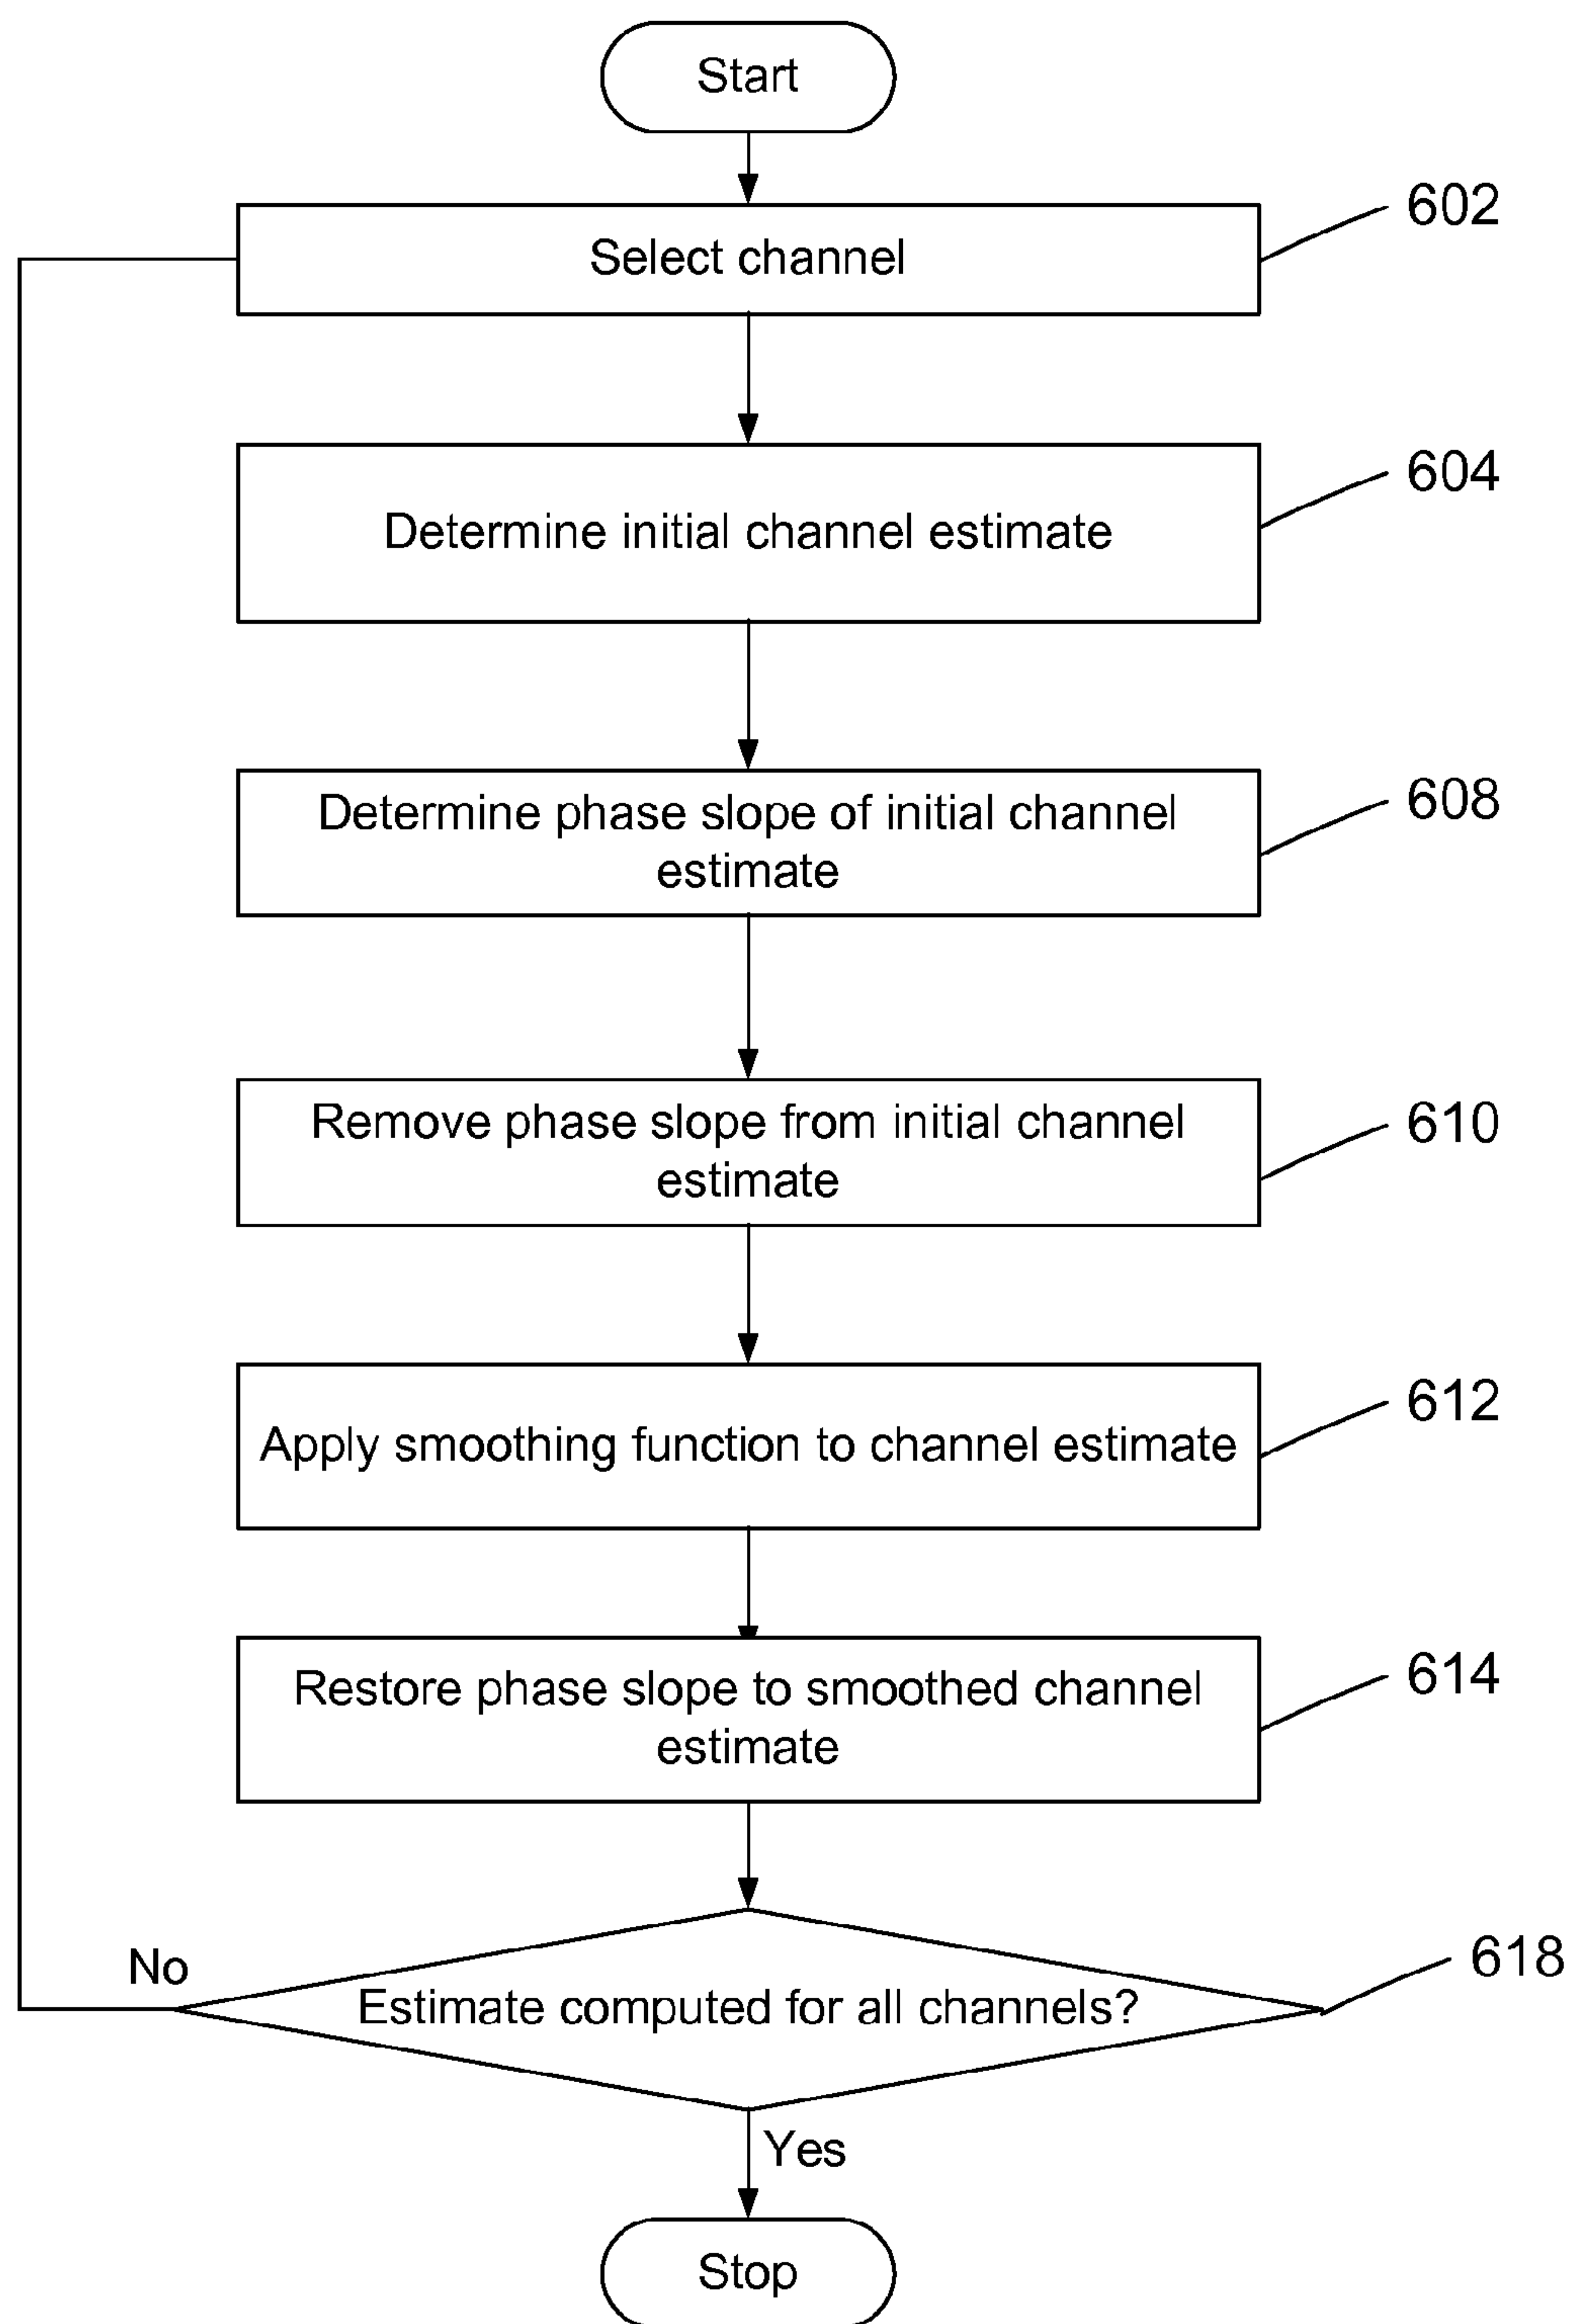 Start
602
Select channel
604
Determine initial channel estimate
608
Determine phase slope of initial channel
estimate
610
Remove phase slope from initial channel
estimate
612
Apply smoothing function to channel estimate
614
Restore phase slope to smoothed channel
estimate
618
No
Estimate computed for all channels?
Yes
Stop